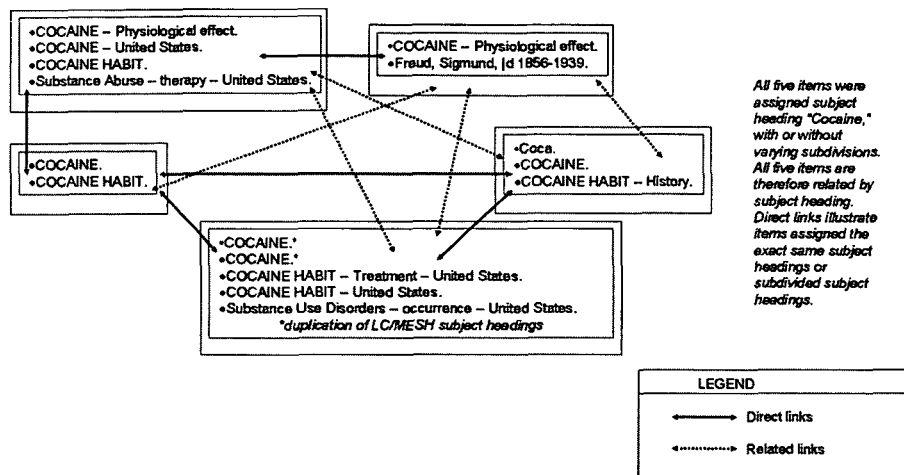 •COCAINE – Physiological effect.
•COCAINE – United States.
•COCAINE HABIT.
•Substance Abuse – therapy – United States.
•COCAINE – Physiological effect.
•Freud, Sigmund, |d 1856-1939.
All five items were
assigned subject
heading "Cocaine,"
with or without
varying subdivisions.
All five items are
therefore related by
subject heading.
Direct links illustrate
items assigned the
exact same subject
headings or
subdivided subject
headings.
•COCAINE.
•COCAINE HABIT.
•Coca.
•COCAINE.
•COCAINE HABIT – History.
•COCAINE.*
•COCAINE.*
•COCAINE HABIT – Treatment – United States.
•COCAINE HABIT – United States.
•Substance Use Disorders – occurrence – United States.
*duplication of LC/MESH subject headings
LEGEND
Direct links
Related links